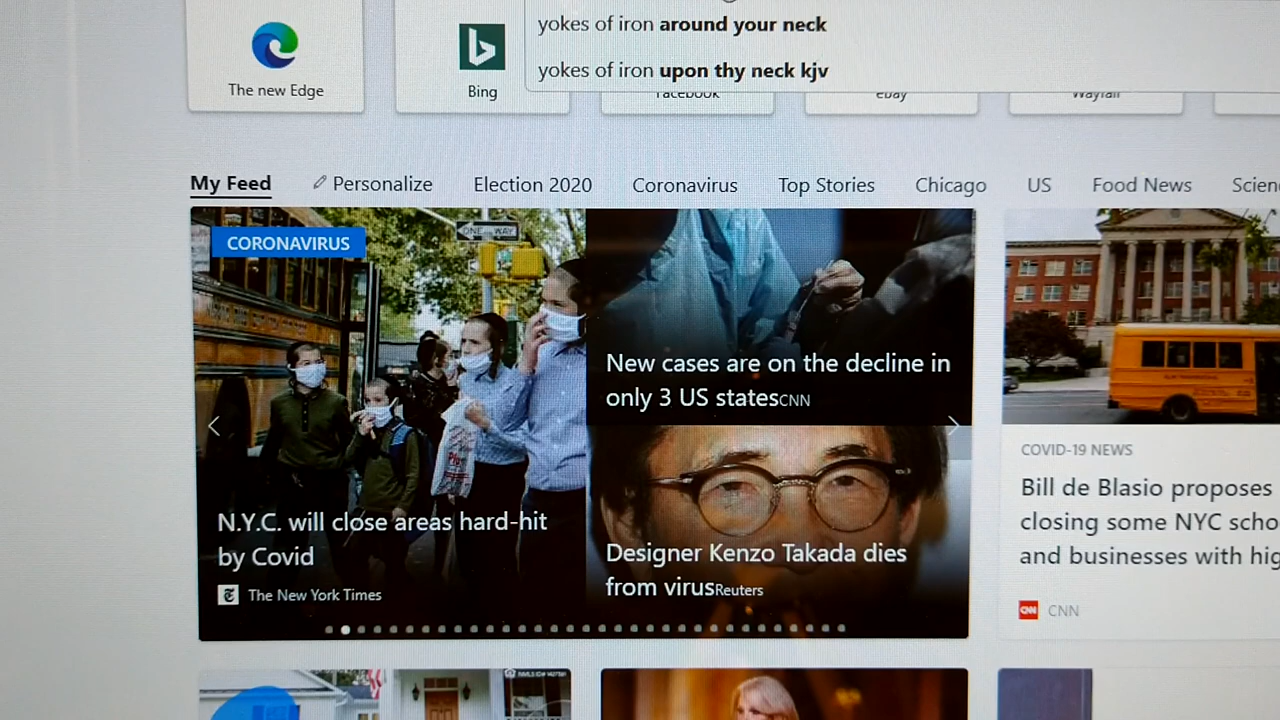 yokes of iron around your neck
yokes of iron upon thy neck kjv
The new Edge
Bing
Facebook
eBay
Wayfair
My Feed
Personalize
Election 2020
Coronavirus
Top Stories
Chicago
US
Food News
Scien
CORONAVIRUS
ONE WAY
New cases are on the decline in
only 3 US statesCNN
N.Y.C. will close areas hard-hit
by Covid
The New York Times
Designer Kenzo Takada dies
from virusReuters
COVID-19 NEWS
Bill de Blasio proposes
closing some NYC scho
and businesses with hig
CNN CNN